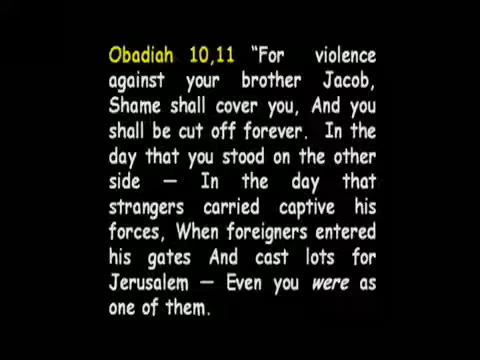 Obadiah 10,11 “For violence
against your brother Jacob,
Shame shall cover you, And you
shall be cut off forever. In the
day that you stood on the other
side — In the day that
strangers carried captive his
forces, When foreigners entered
his gates And cast lots for
Jerusalem — Even you were as
one of them.